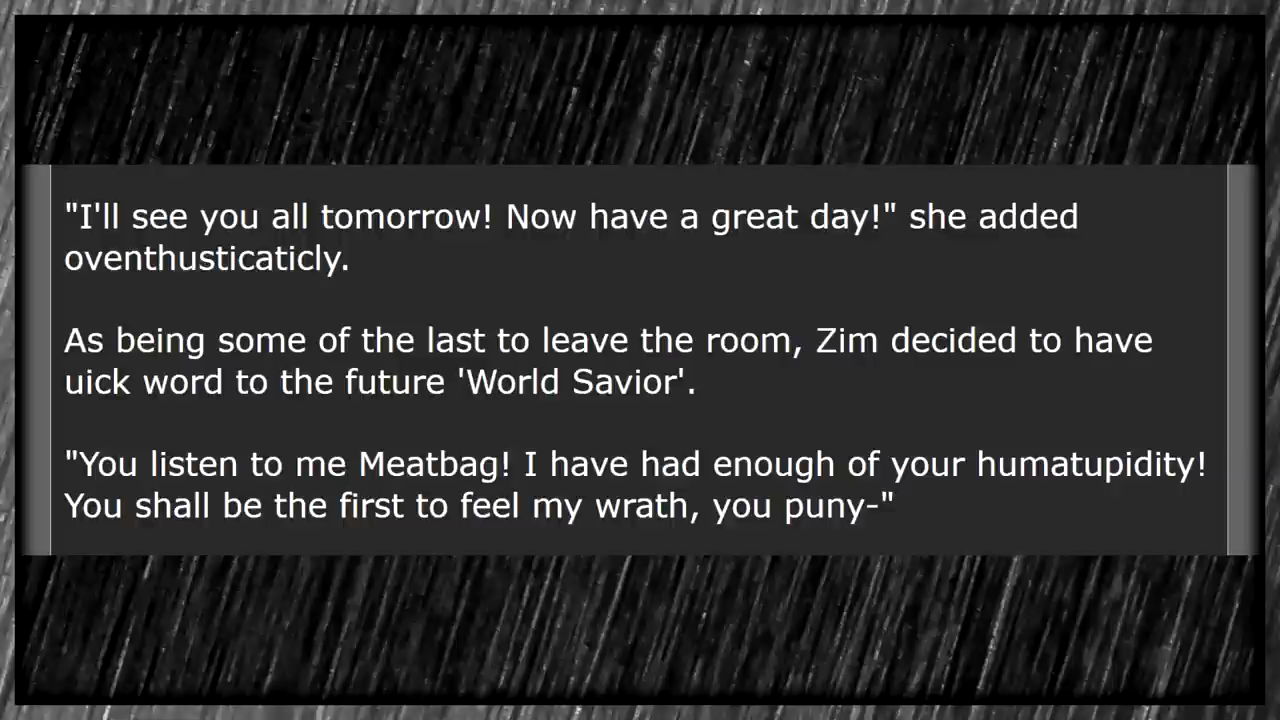 "I'll see you all tomorrow! Now have a great day!" she added
oventhusticaticly.
As being some of the last to leave the room, Zim decided to have
uick word to the future 'World Savior'.
"You listen to me Meatbag! I have had enough of your humatupidity!
You shall be the first to feel my wrath, you puny-"